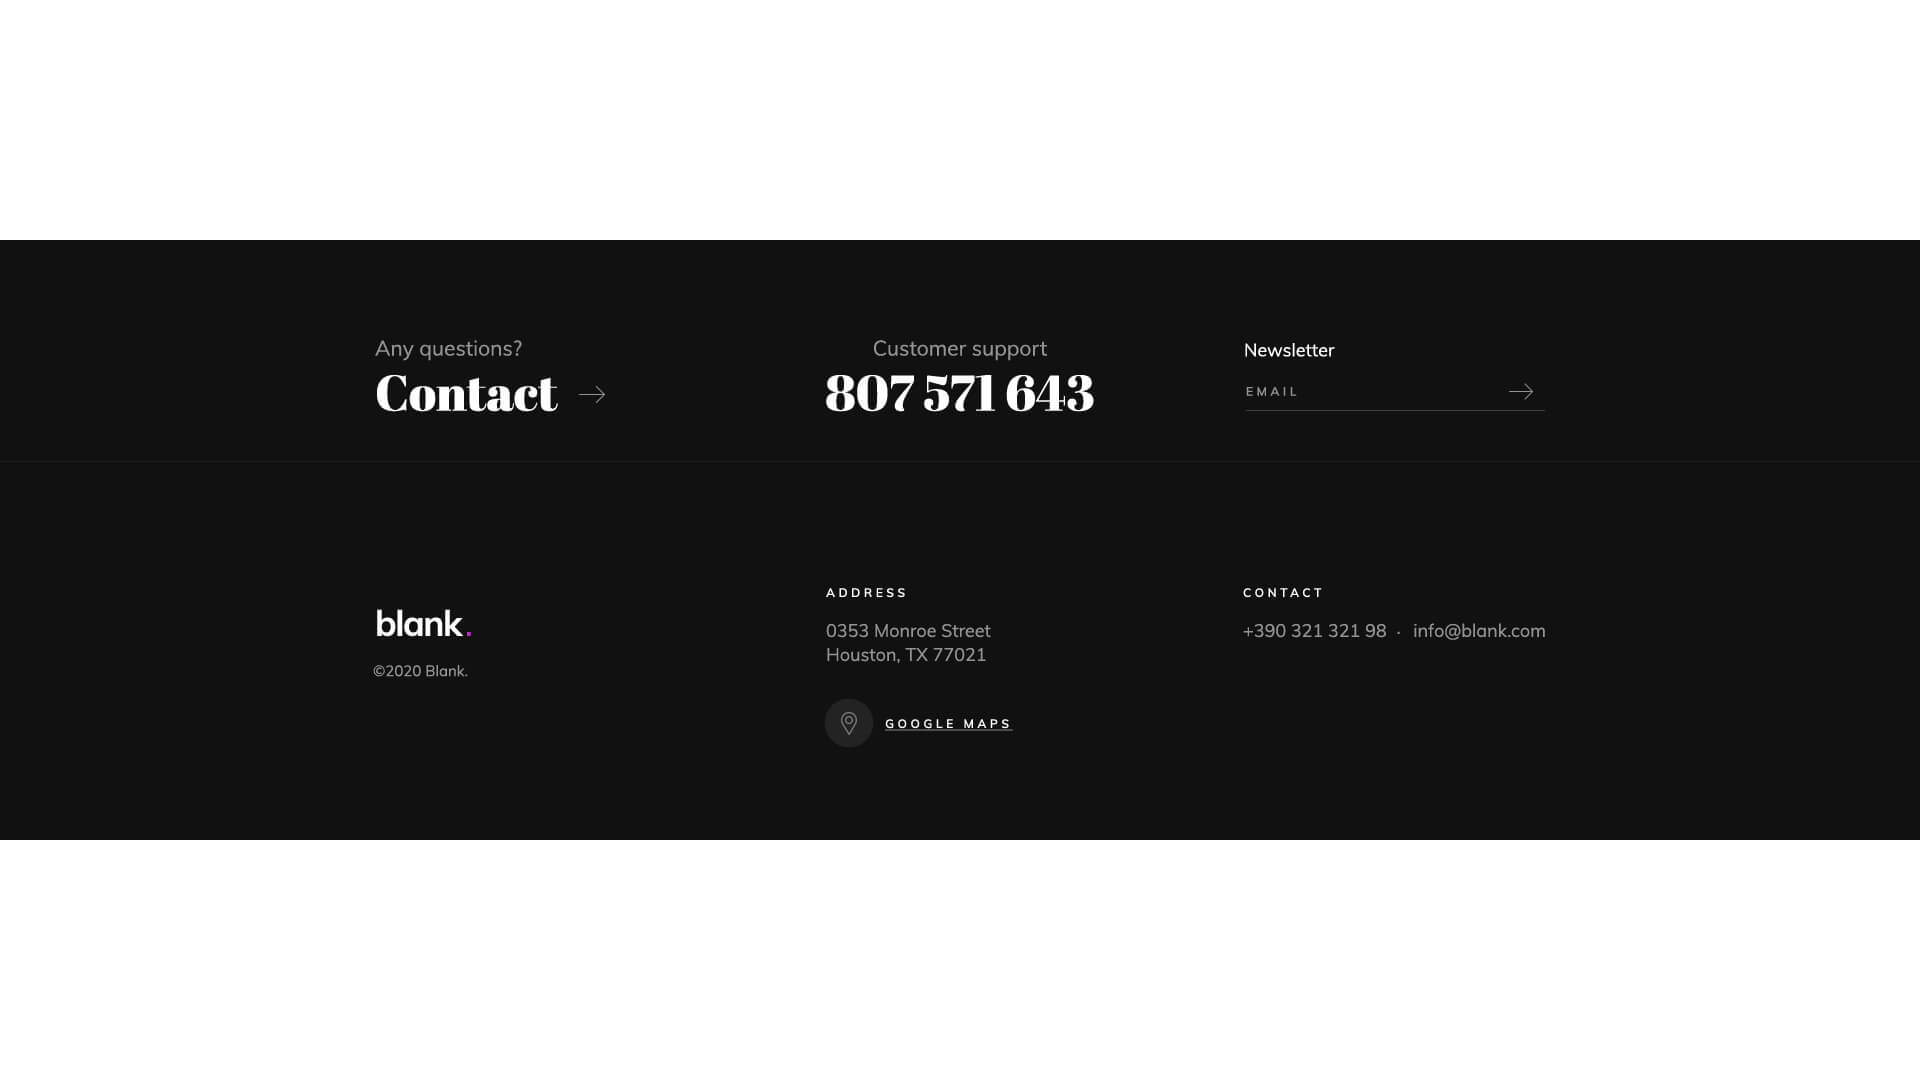 Any questions?
Contact
Customer support
807 571 643
Newsletter
EMAIL
blank.
©2020 Blank.
ADDRESS
0353 Monroe Street
Houston, TX 77021
GOOGLE MAPS
CONTACT
+390 321 321 98 · info@blank.com